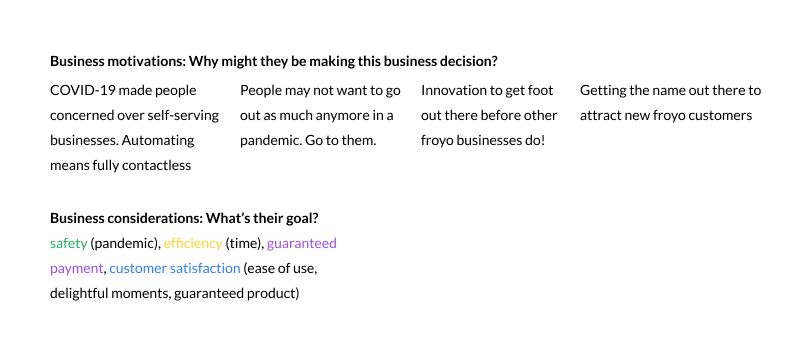 Business motivations: Why might they be making this business decision?
COVID-19 made people
concerned over self-serving
businesses. Automating
means fully contactless
People may not want to go
out as much anymore in a
pandemic. Go to them.
Innovation to get foot
out there before other
froyo businesses do!
Getting the name out there to
attract new froyo customers
Business considerations: What's their goal?
safety (pandemic), efficiency (time), guaranteed
payment, customer satisfaction (ease of use,
delightful moments, guaranteed product)